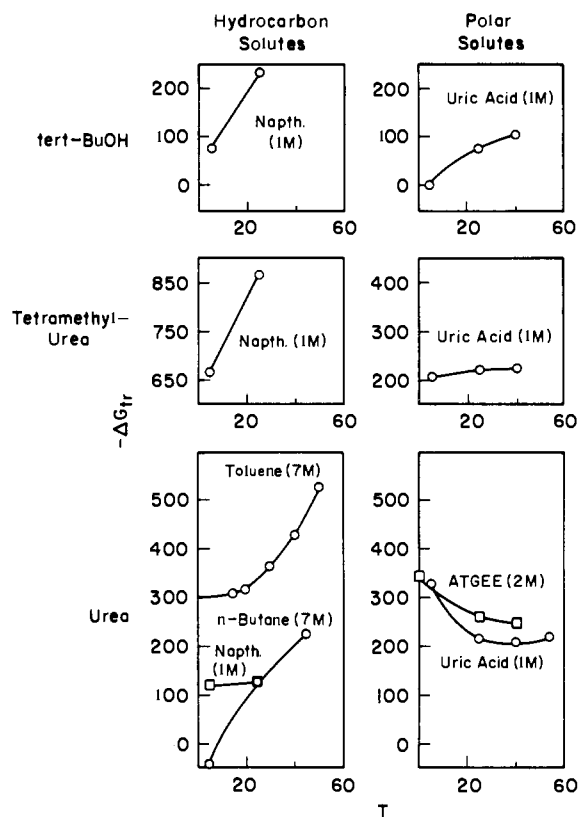 Hydrocarbon
Solutes
Polar
Solutes
tert-BuOH
200
100
0
Napth.
(1M)
20
60
200
100
0
Uric Acid (1M)
20
60
Tetramethyl-
Urea
850
750
650
Napth. (1M)
20
60
400
300
200
Uric Acid (1M)
20
60
-ΔGtr
Urea
500
400
300
200
100
0
Toluene (7M)
n-Butane (7M)
Napth.
(1M)
20
60
500
400
300
200
100
0
ATGEE (2M)
Uric Acid (1M)
20
60
T